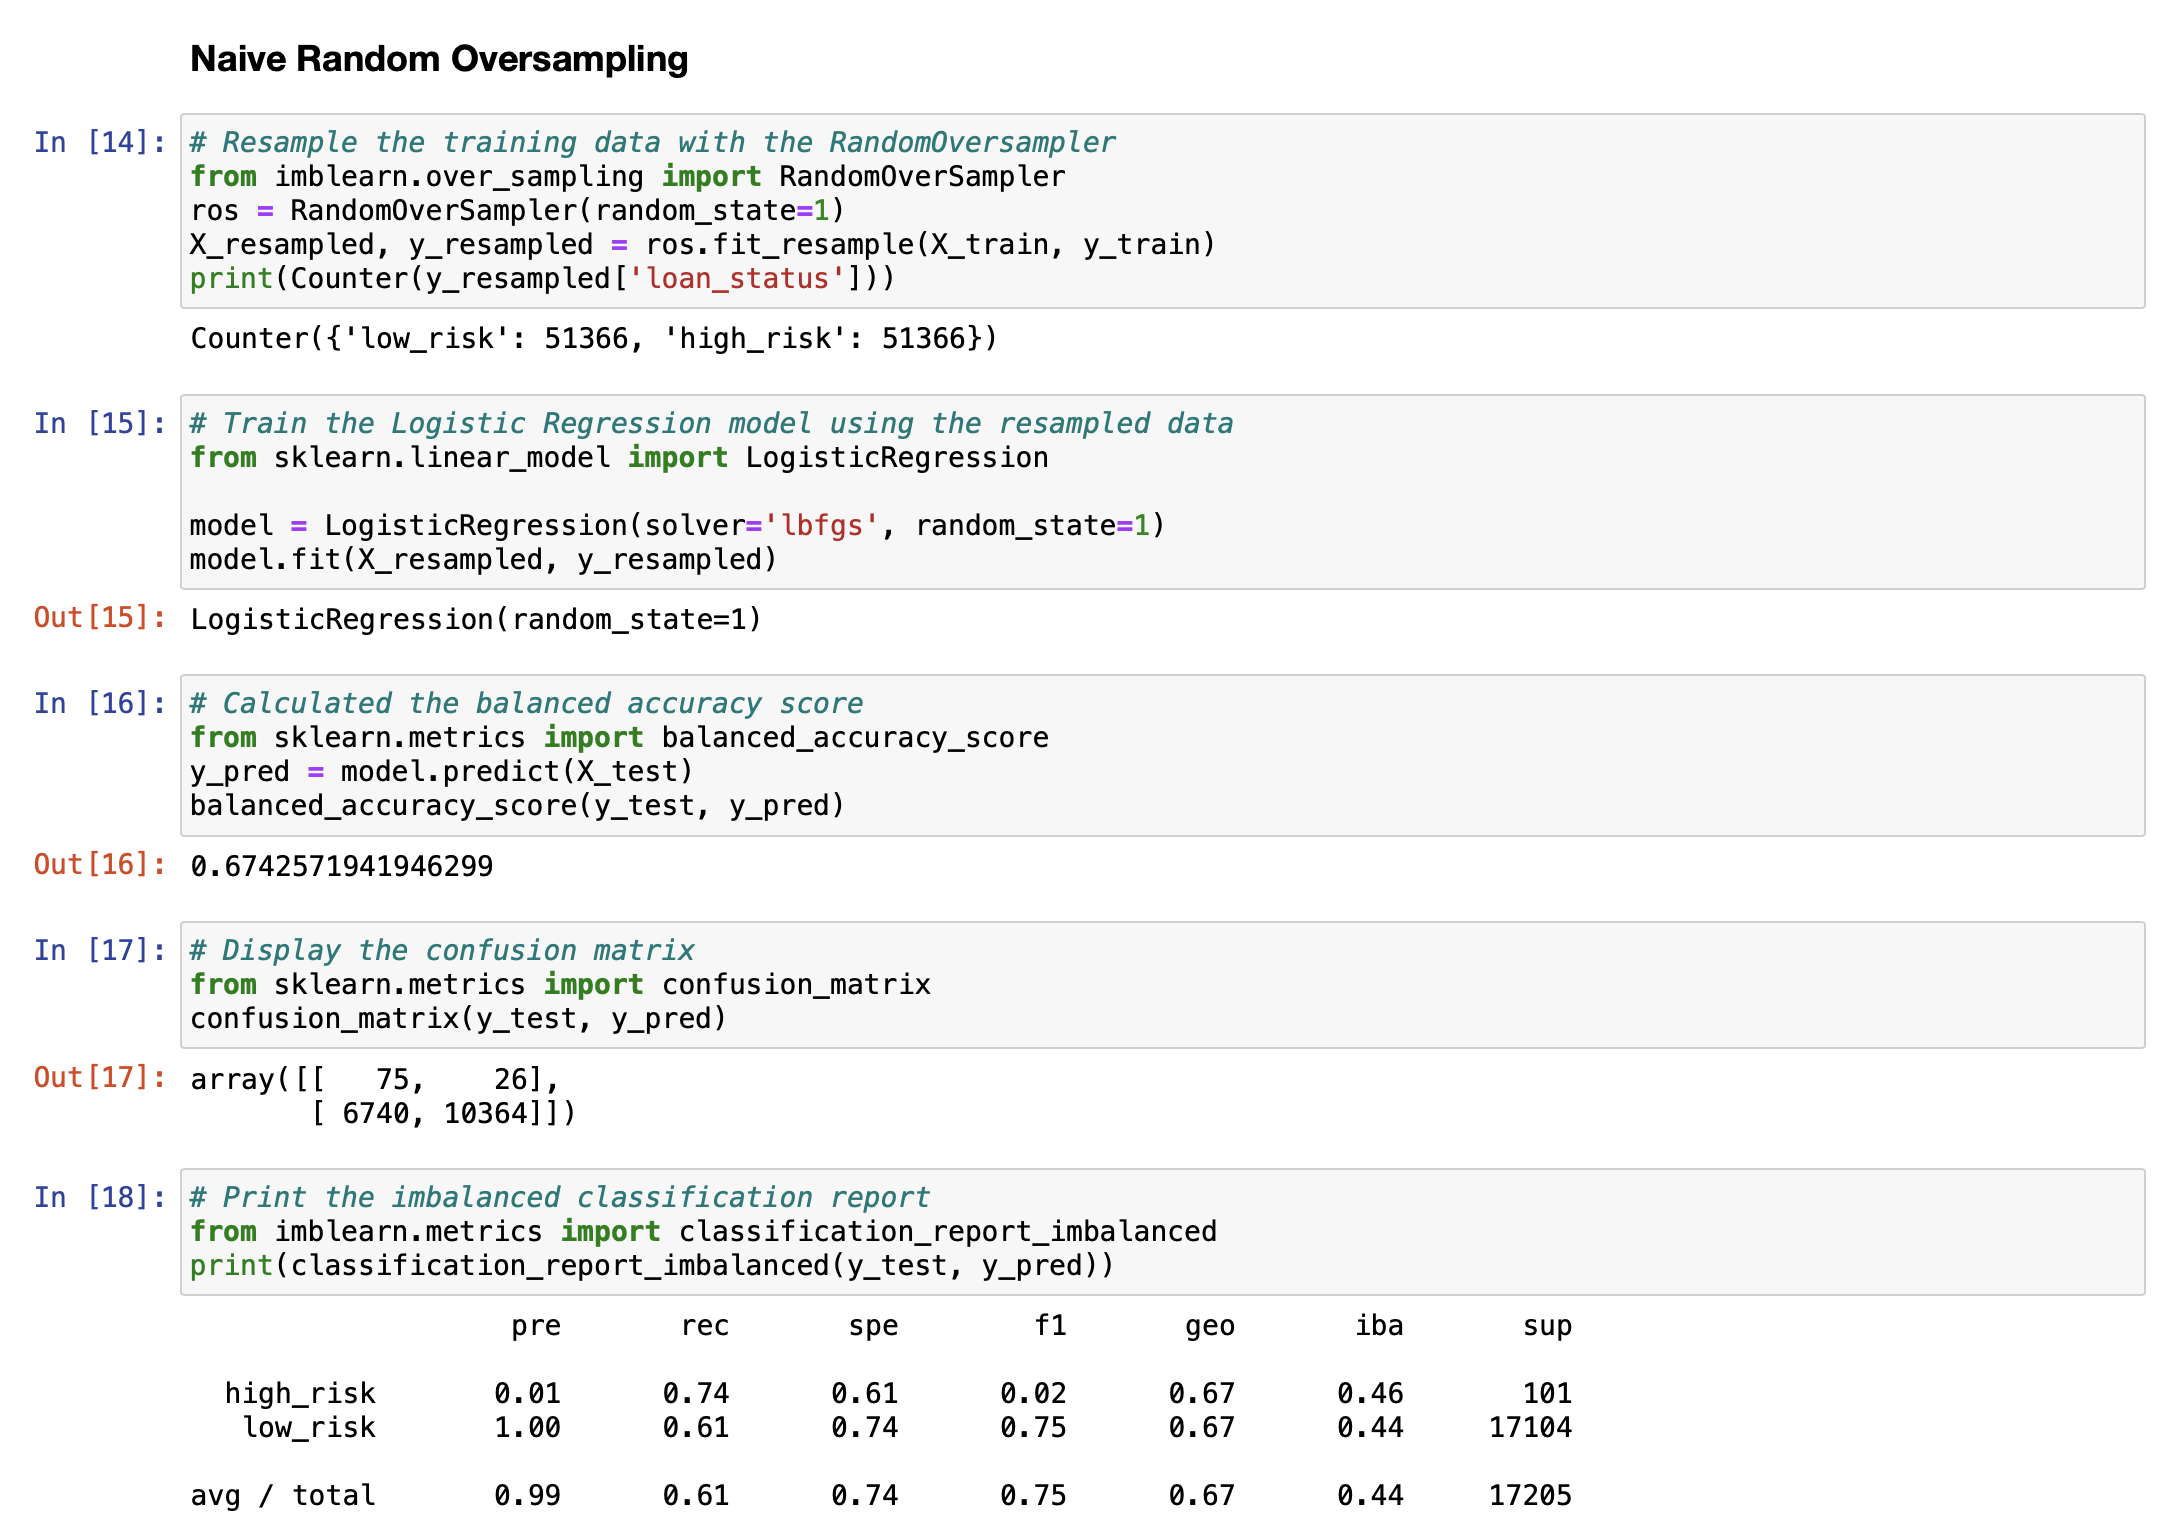 Naive Random Oversampling
In [14]: # Resample the training data with the RandomOversampler
from imblearn.over_sampling import RandomOverSampler
ros = RandomOverSampler(random_state=1)
X_resampled, y_resampled = ros.fit_resample(X_train, y_train)
print(Counter(y_resampled['loan_status']))
Counter({'low_risk': 51366, 'high_risk': 51366})
In [15]: # Train the Logistic Regression model using the resampled data
from sklearn.linear_model import LogisticRegression
model = LogisticRegression(solver='lbfgs', random_state=1)
model.fit(X_resampled, y_resampled)
Out[15]: LogisticRegression(random_state=1)
In [16]: # Calculated the balanced accuracy score
from sklearn.metrics import balanced_accuracy_score
y_pred = model.predict(X_test)
balanced_accuracy_score(y_test, y_pred)
Out[16]: 0.6742571941946299
In [17]: # Display the confusion matrix
from sklearn.metrics import confusion_matrix
confusion_matrix(y_test, y_pred)
Out[17]: array([[   75,    26],
       [ 6740, 10364]])
In [18]: # Print the imbalanced classification report
from imblearn.metrics import classification_report_imbalanced
print(classification_report_imbalanced(y_test, y_pred))
pre rec spe f1 geo iba sup
high_risk 0.01 0.74 0.61 0.02 0.67 0.46 101
low_risk 1.00 0.61 0.74 0.75 0.67 0.44 17104
avg / total 0.99 0.61 0.74 0.75 0.67 0.44 17205